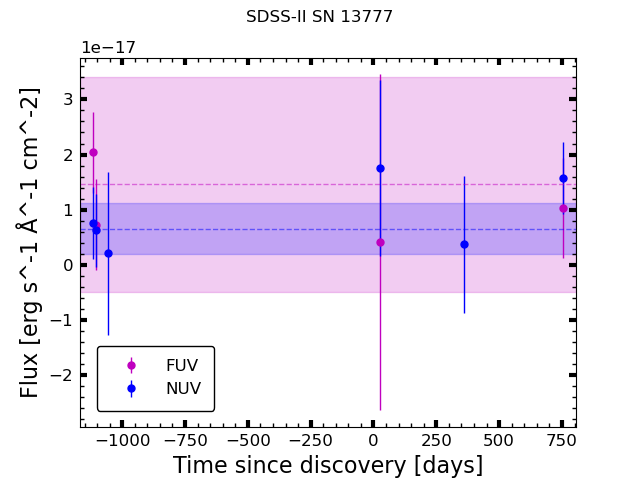 SDSS-II SN 13777
1e−17
3
2
1
0
−1
−2
Flux [erg s^-1 Å^-1 cm^-2]
FUV
NUV
−1000 −750 −500 −250 0 250 500 750
Time since discovery [days]